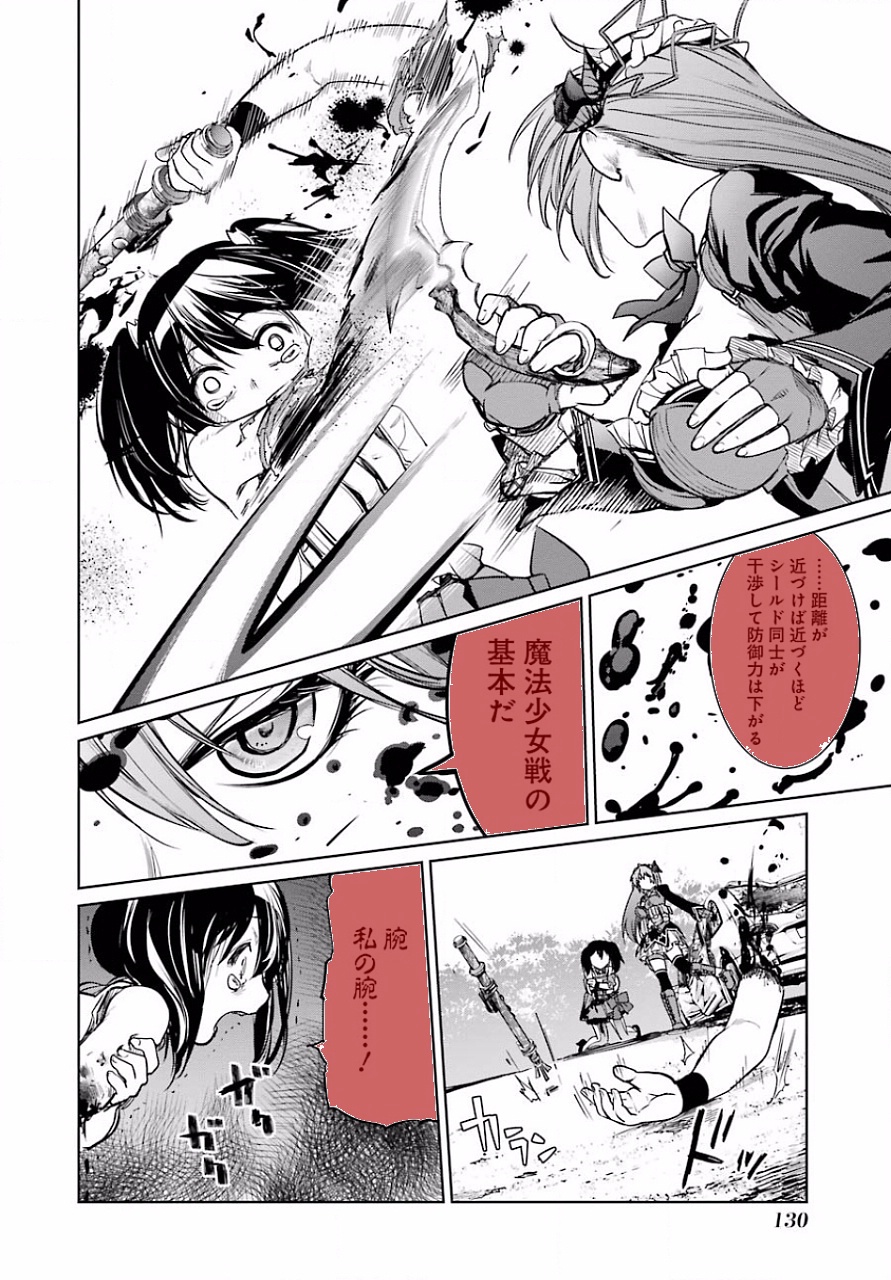 ……距離が
近づけば近づくほど
シールド同士が
干渉して防御力は下がる
魔法少女戦の
基本だ
カラン
ドッ
腕
私の腕……！
ガク
ガク
130